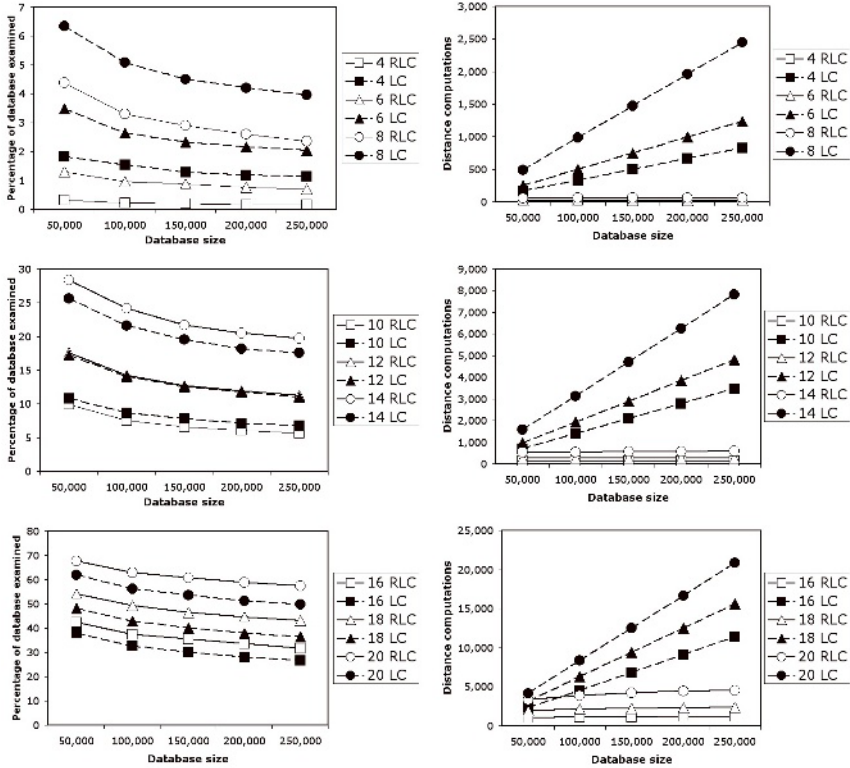 Percentage of database examined
7
6
5
4
3
2
1
0
50,000 100,000 150,000 200,000 250,000
Database size
4 RLC
4 LC
6 RLC
6 LC
8 RLC
8 LC
Distance computations
3,000
2,500
2,000
1,500
1,000
500
0
50,000 100,000 150,000 200,000 250,000
Database size
4 RLC
4 LC
6 RLC
6 LC
8 RLC
8 LC
Percentage of database examined
30
25
20
15
10
5
0
50,000 100,000 150,000 200,000 250,000
Database size
10 RLC
10 LC
12 RLC
12 LC
14 RLC
14 LC
Distance computations
9,000
8,000
7,000
6,000
5,000
4,000
3,000
2,000
1,000
0
50,000 100,000 150,000 200,000 250,000
Database size
10 RLC
10 LC
12 RLC
12 LC
14 RLC
14 LC
Percentage of database examined
80
70
60
50
40
30
20
10
0
50,000 100,000 150,000 200,000 250,000
Database size
16 RLC
16 LC
18 RLC
18 LC
20 RLC
20 LC
Distance computations
25,000
20,000
15,000
10,000
5,000
0
50,000 100,000 150,000 200,000 250,000
Database size
16 RLC
16 LC
18 RLC
18 LC
20 RLC
20 LC